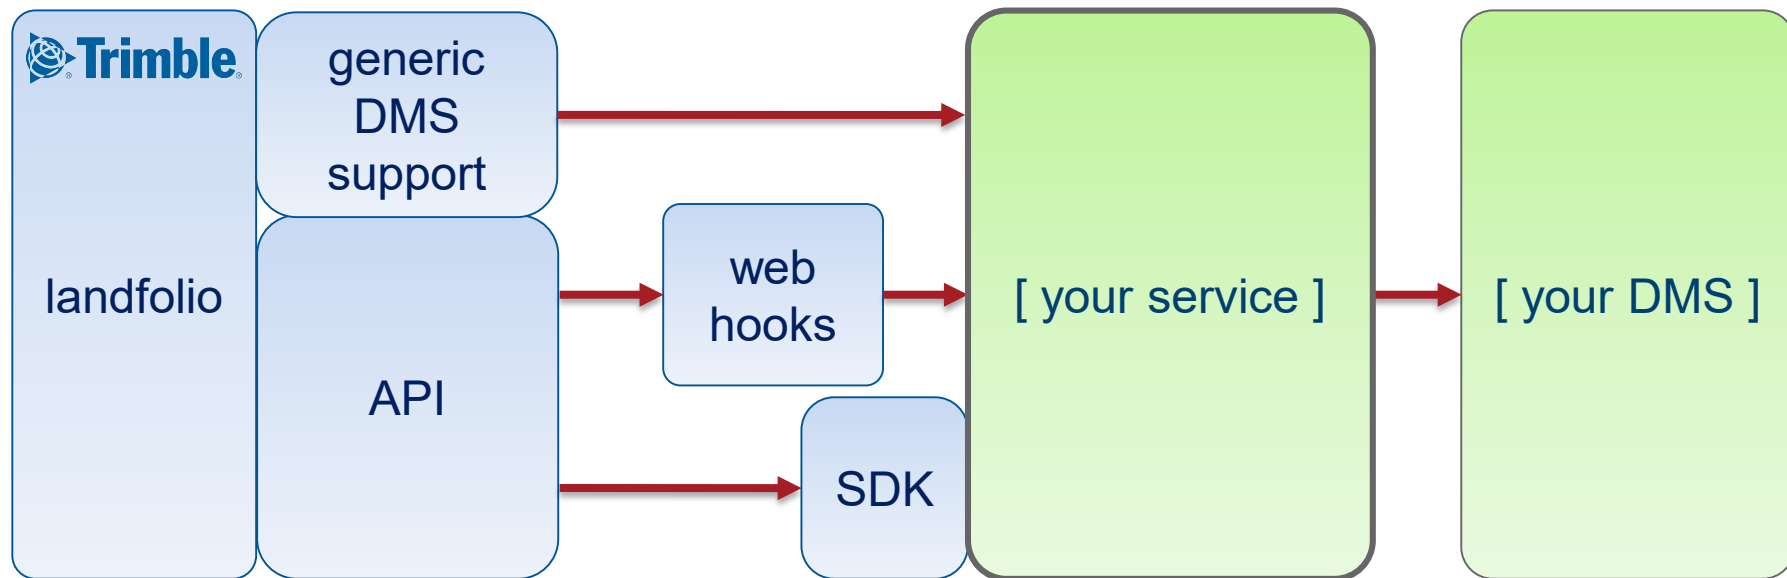 Trimble®
generic
DMS
support
landfolio
API
web
hooks
SDK
[ your service ]
[ your DMS ]